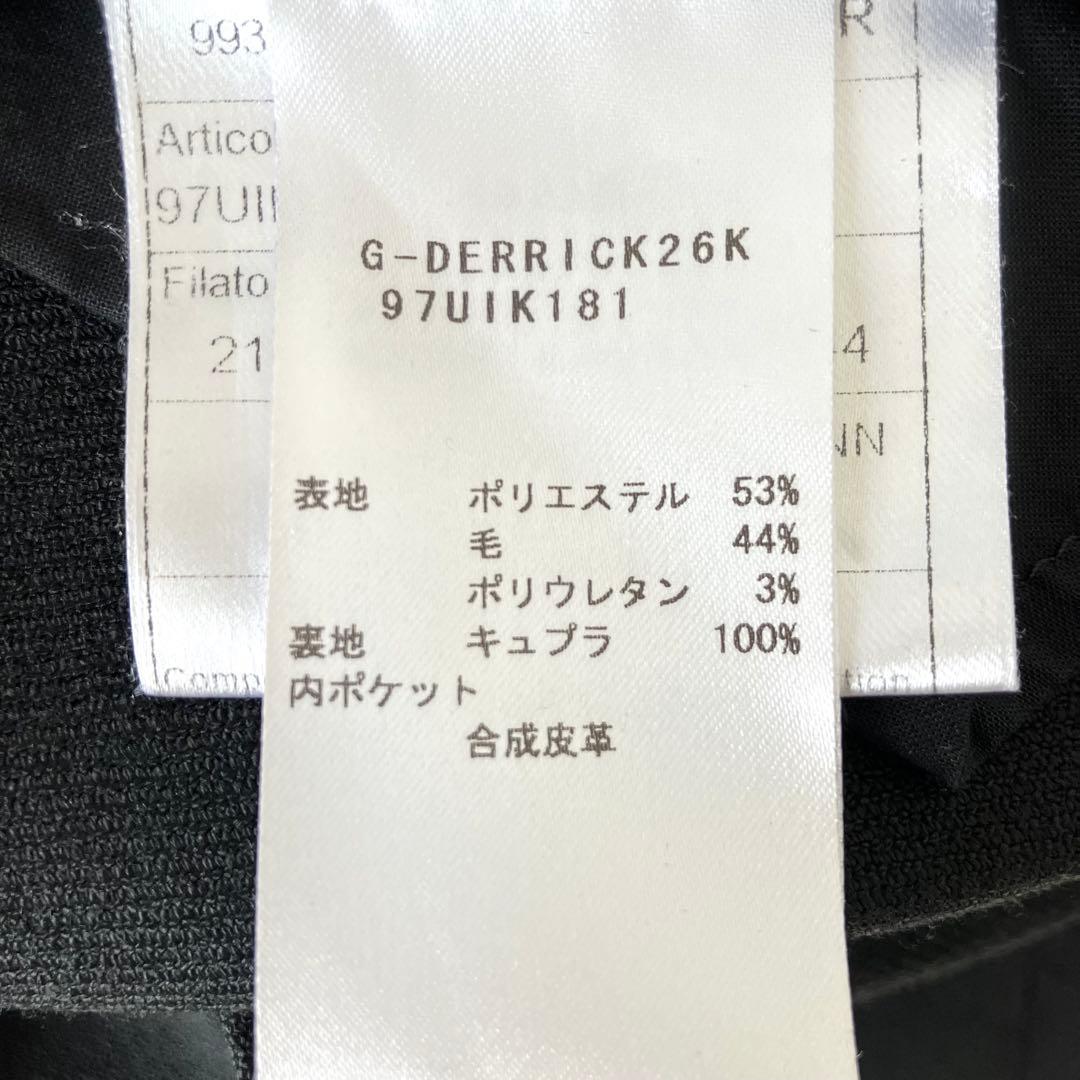 993
R
Artico
97UI
G-DERRICK26K
97UIK181
Filato
21
4
NN
表地 ポリエステル 53%
毛 44%
ポリウレタン 3%
裏地 キュプラ 100%
内ポケット
合成皮革
Comp